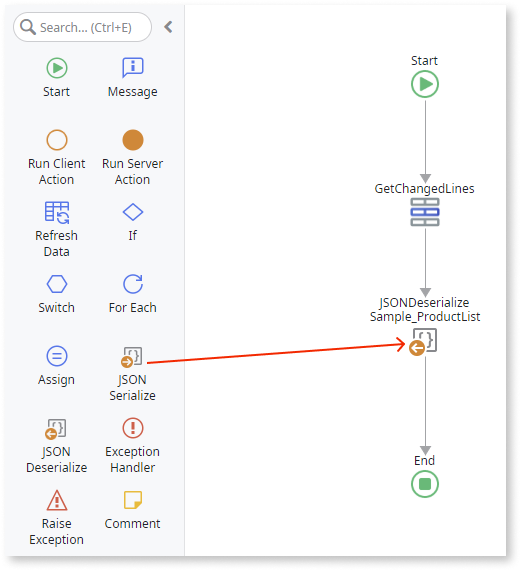 Search... (Ctrl+E)
Start
Message
Run Client
Action
Run Server
Action
Refresh
Data
If
Switch
For Each
Assign
JSON
Serialize
JSON
Deserialize
Exception
Handler
Raise
Exception
Comment
Start
GetChangedLines
JSONDeserialize
Sample_ProductList
End